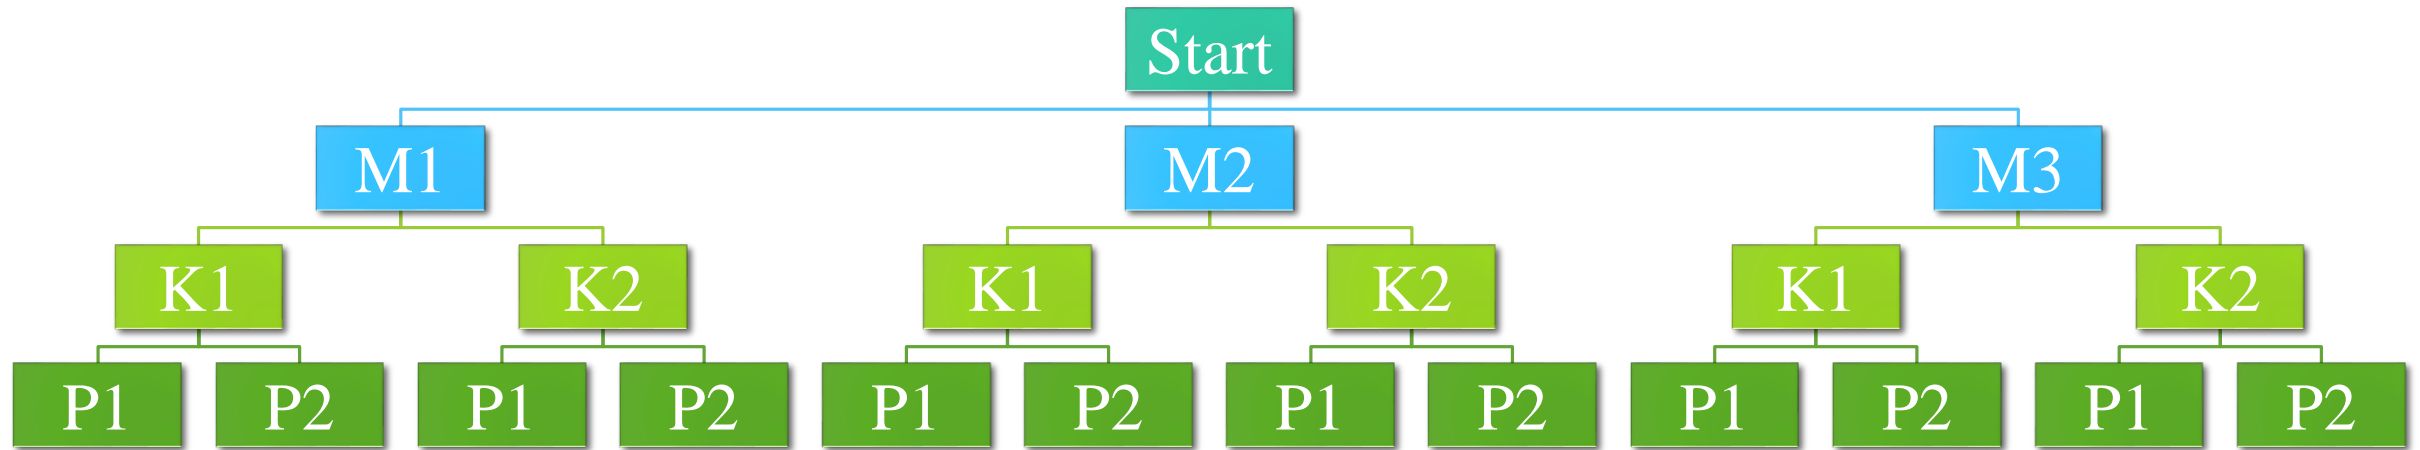 Start
M1 M2 M3
K1 K2 K1 K2 K1 K2
P1 P2 P1 P2 P1 P2 P1 P2 P1 P2 P1 P2